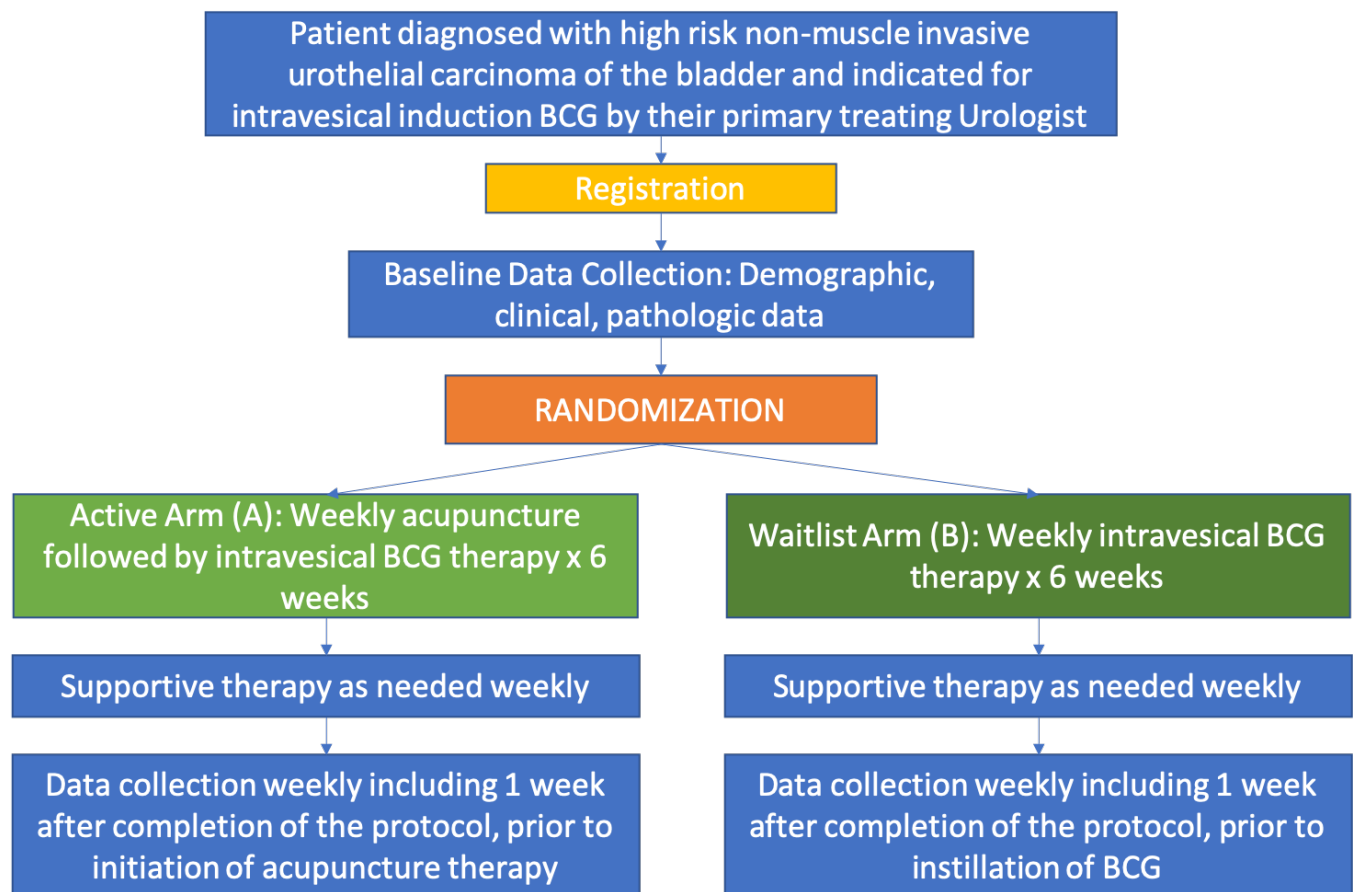 Patient diagnosed with high risk non-muscle invasive
urothelial carcinoma of the bladder and indicated for
intravesical induction BCG by their primary treating Urologist
Registration
Baseline Data Collection: Demographic,
clinical, pathologic data
RANDOMIZATION
Active Arm (A): Weekly acupuncture
followed by intravesical BCG therapy x 6
weeks
Waitlist Arm (B): Weekly intravesical BCG
therapy x 6 weeks
Supportive therapy as needed weekly
Supportive therapy as needed weekly
Data collection weekly including 1 week
after completion of the protocol, prior to
initiation of acupuncture therapy
Data collection weekly including 1 week
after completion of the protocol, prior to
instillation of BCG